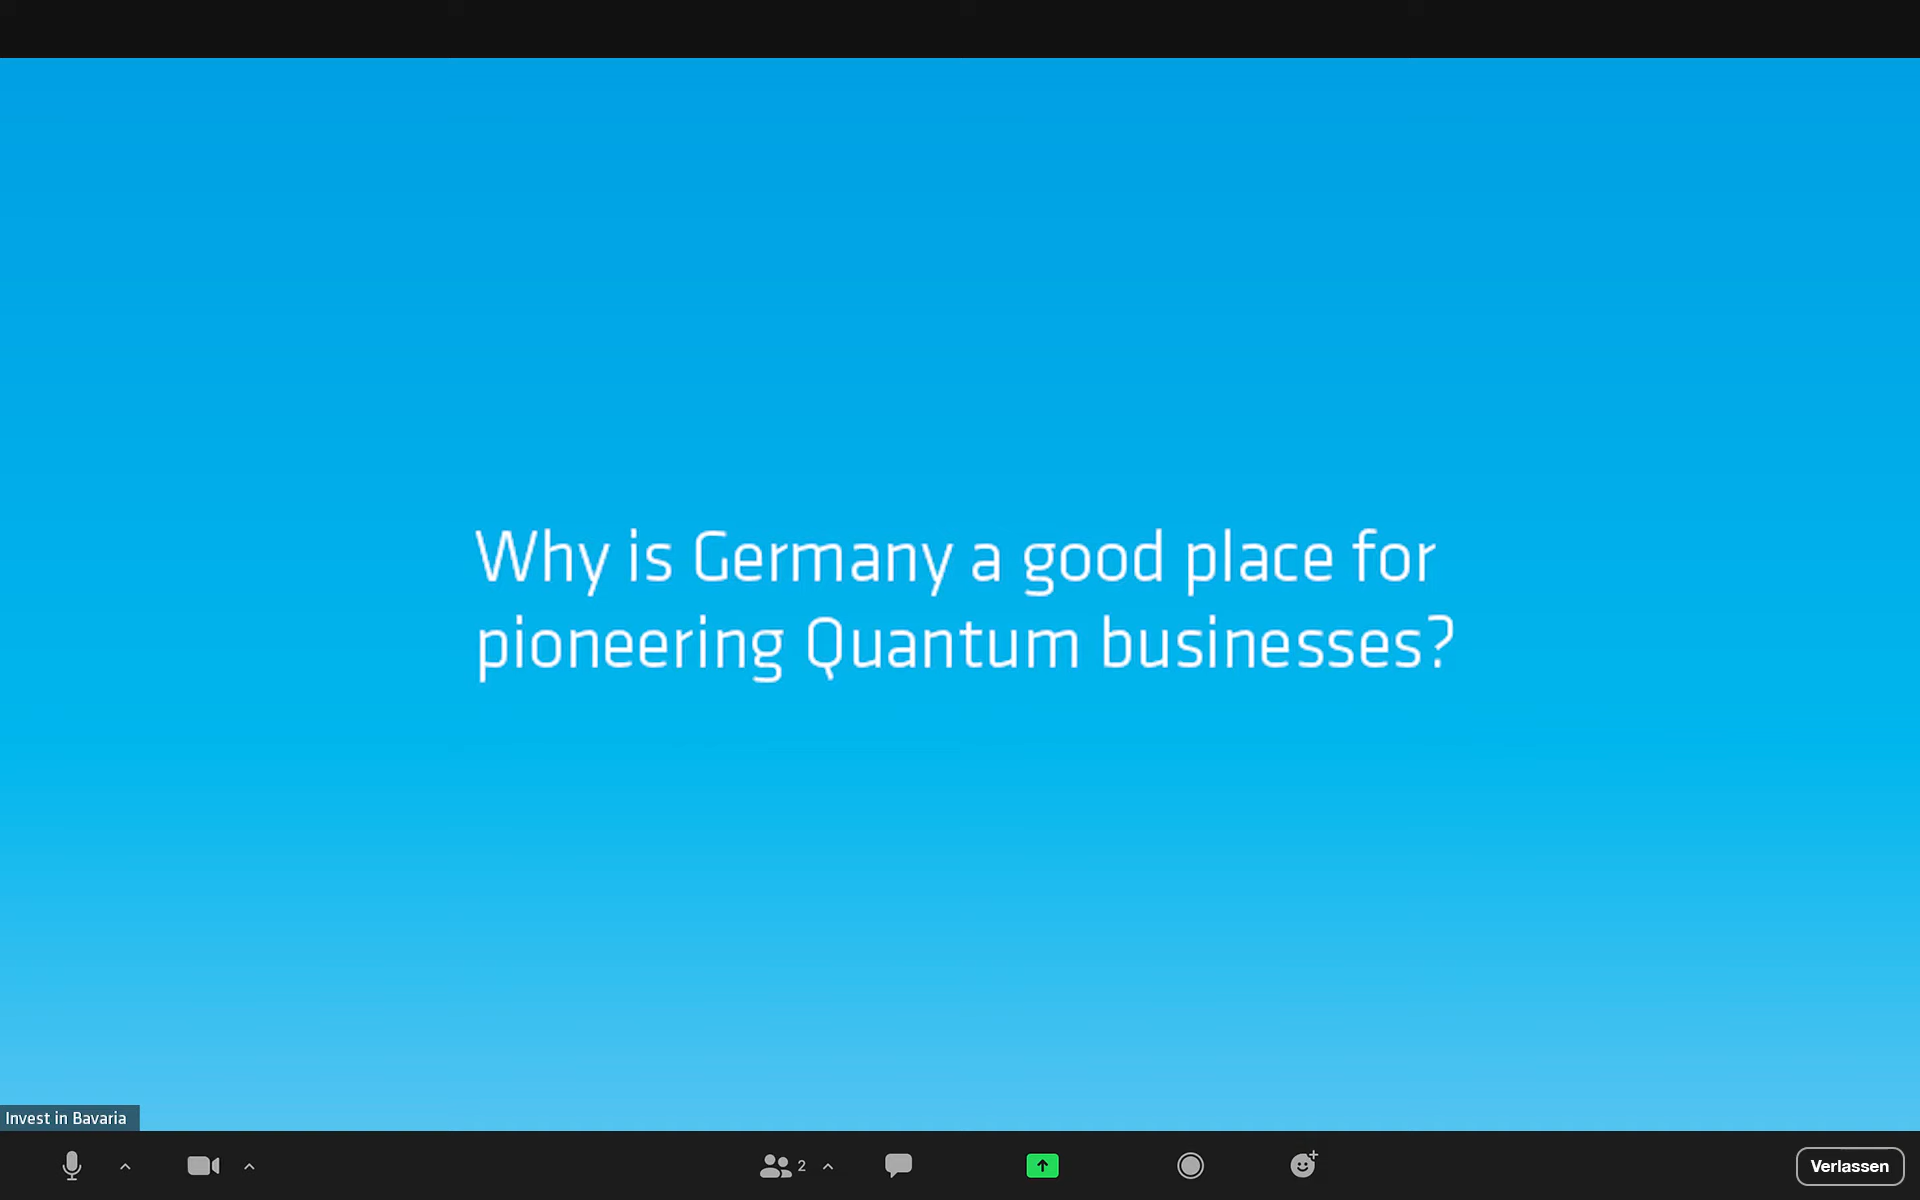 Why is Germany a good place for
pioneering Quantum businesses?
Invest in Bavaria
2
Verlassen